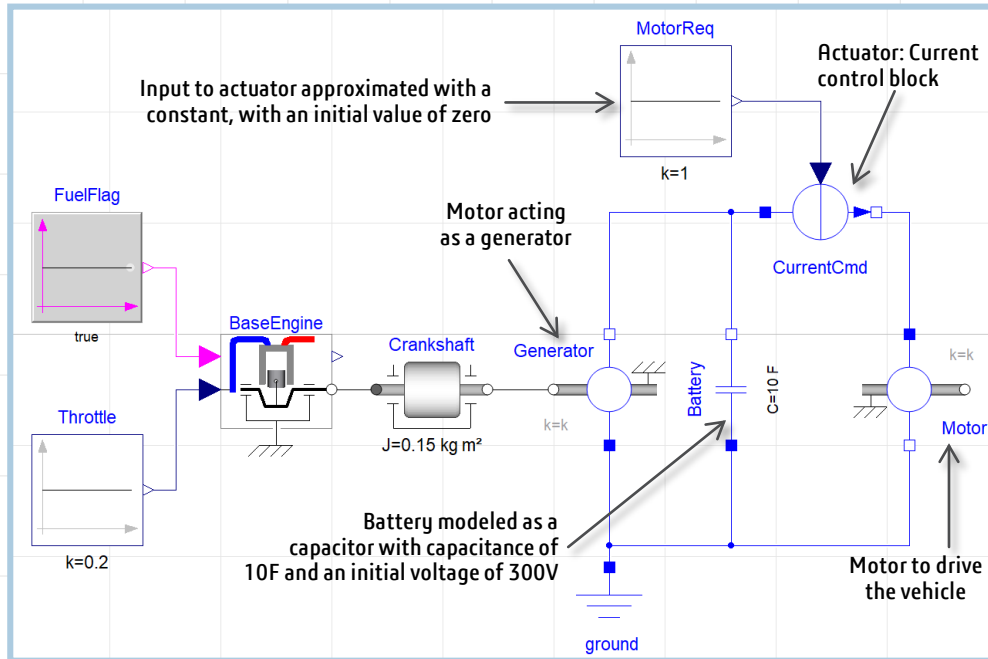 MotorReq
Input to actuator approximated with a
constant, with an initial value of zero
Actuator: Current
control block
k=1
FuelFlag
Motor acting
as a generator
CurrentCmd
true
BaseEngine
Crankshaft
Generator
k=k
Battery
C=10 F
k=k
Throttle
J=0.15 kg m²
Motor
k=0.2
Battery modeled as a
capacitor with capacitance of
10F and an initial voltage of 300V
Motor to drive
the vehicle
ground